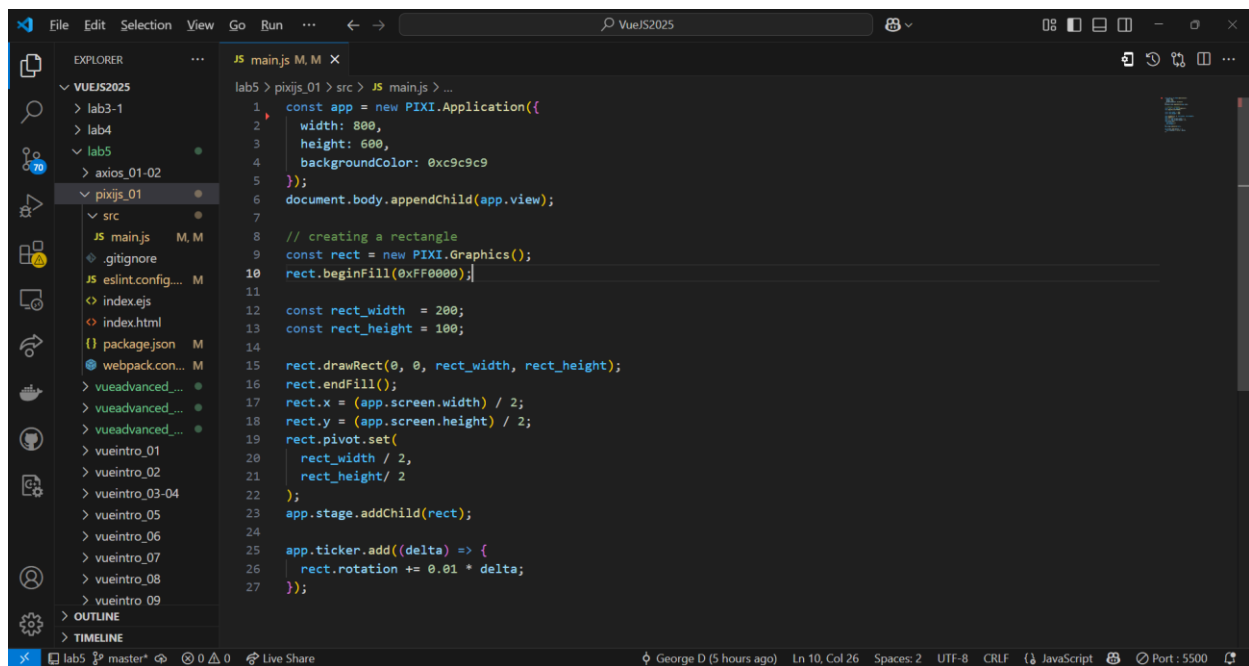 File Edit Selection View Go Run ... VueJS2025
EXPLORER ...
VUEJS2025
lab3-1
lab4
lab5
axios_01-02
pixijs_01
src
JS main.js M, M
.gitignore
JS eslint.config.... M
<> index.ejs
<> index.html
{} package.json M
webpack.con... M
vueadvanced_...
vueadvanced_...
vueadvanced_...
vueintro_01
vueintro_02
vueintro_03-04
vueintro_05
vueintro_06
vueintro_07
vueintro_08
vueintro_09
OUTLINE
TIMELINE
70
JS main.js M, M X
lab5 > pixijs_01 > src > JS main.js > ...
1 const app = new PIXI.Application({
2   width: 800,
3   height: 600,
4   backgroundColor: 0xc9c9c9
5 });
6 document.body.appendChild(app.view);
7
8 // creating a rectangle
9 const rect = new PIXI.Graphics();
10 rect.beginFill(0xFF0000);
11
12 const rect_width  = 200;
13 const rect_height = 100;
14
15 rect.drawRect(0, 0, rect_width, rect_height);
16 rect.endFill();
17 rect.x = (app.screen.width) / 2;
18 rect.y = (app.screen.height) / 2;
19 rect.pivot.set(
20   rect_width / 2,
21   rect_height/ 2
22 );
23 app.stage.addChild(rect);
24
25 app.ticker.add((delta) => {
26   rect.rotation += 0.01 * delta;
27 });
lab5 master* 0 0 Live Share George D (5 hours ago) Ln 10, Col 26 Spaces: 2 UTF-8 CRLF {} JavaScript Port : 5500